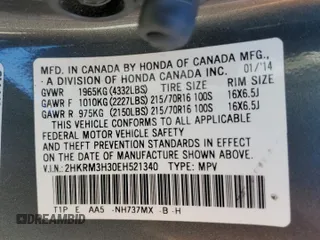 MFD. IN CANADA BY HONDA OF CANADA MFG.,
- A DIVISION OF HONDA CANADA INC. 01/14
GVWR 1965KG (4332LBS) TIRE SIZE RIM SIZE
GAWR F 1010KG (2227LBS) 215/70R16 100S 16X6.5J
GAWR R 975KG (2150LBS) 215/70R16 100S 16X6.5J
THIS VEHICLE CONFORMS TO ALL APPLICABLE
FEDERAL MOTOR VEHICLE SAFETY
AND THEFT PREVENTION STANDARDS IN EFFECT
ON THE DATE OF MANUFACTURE SHOWN ABOVE.
V.I.N. 2HKRM3H30EH521340 TYPE: MPV
T1P E AA5 -NH737MX -B -H
DREAMBID